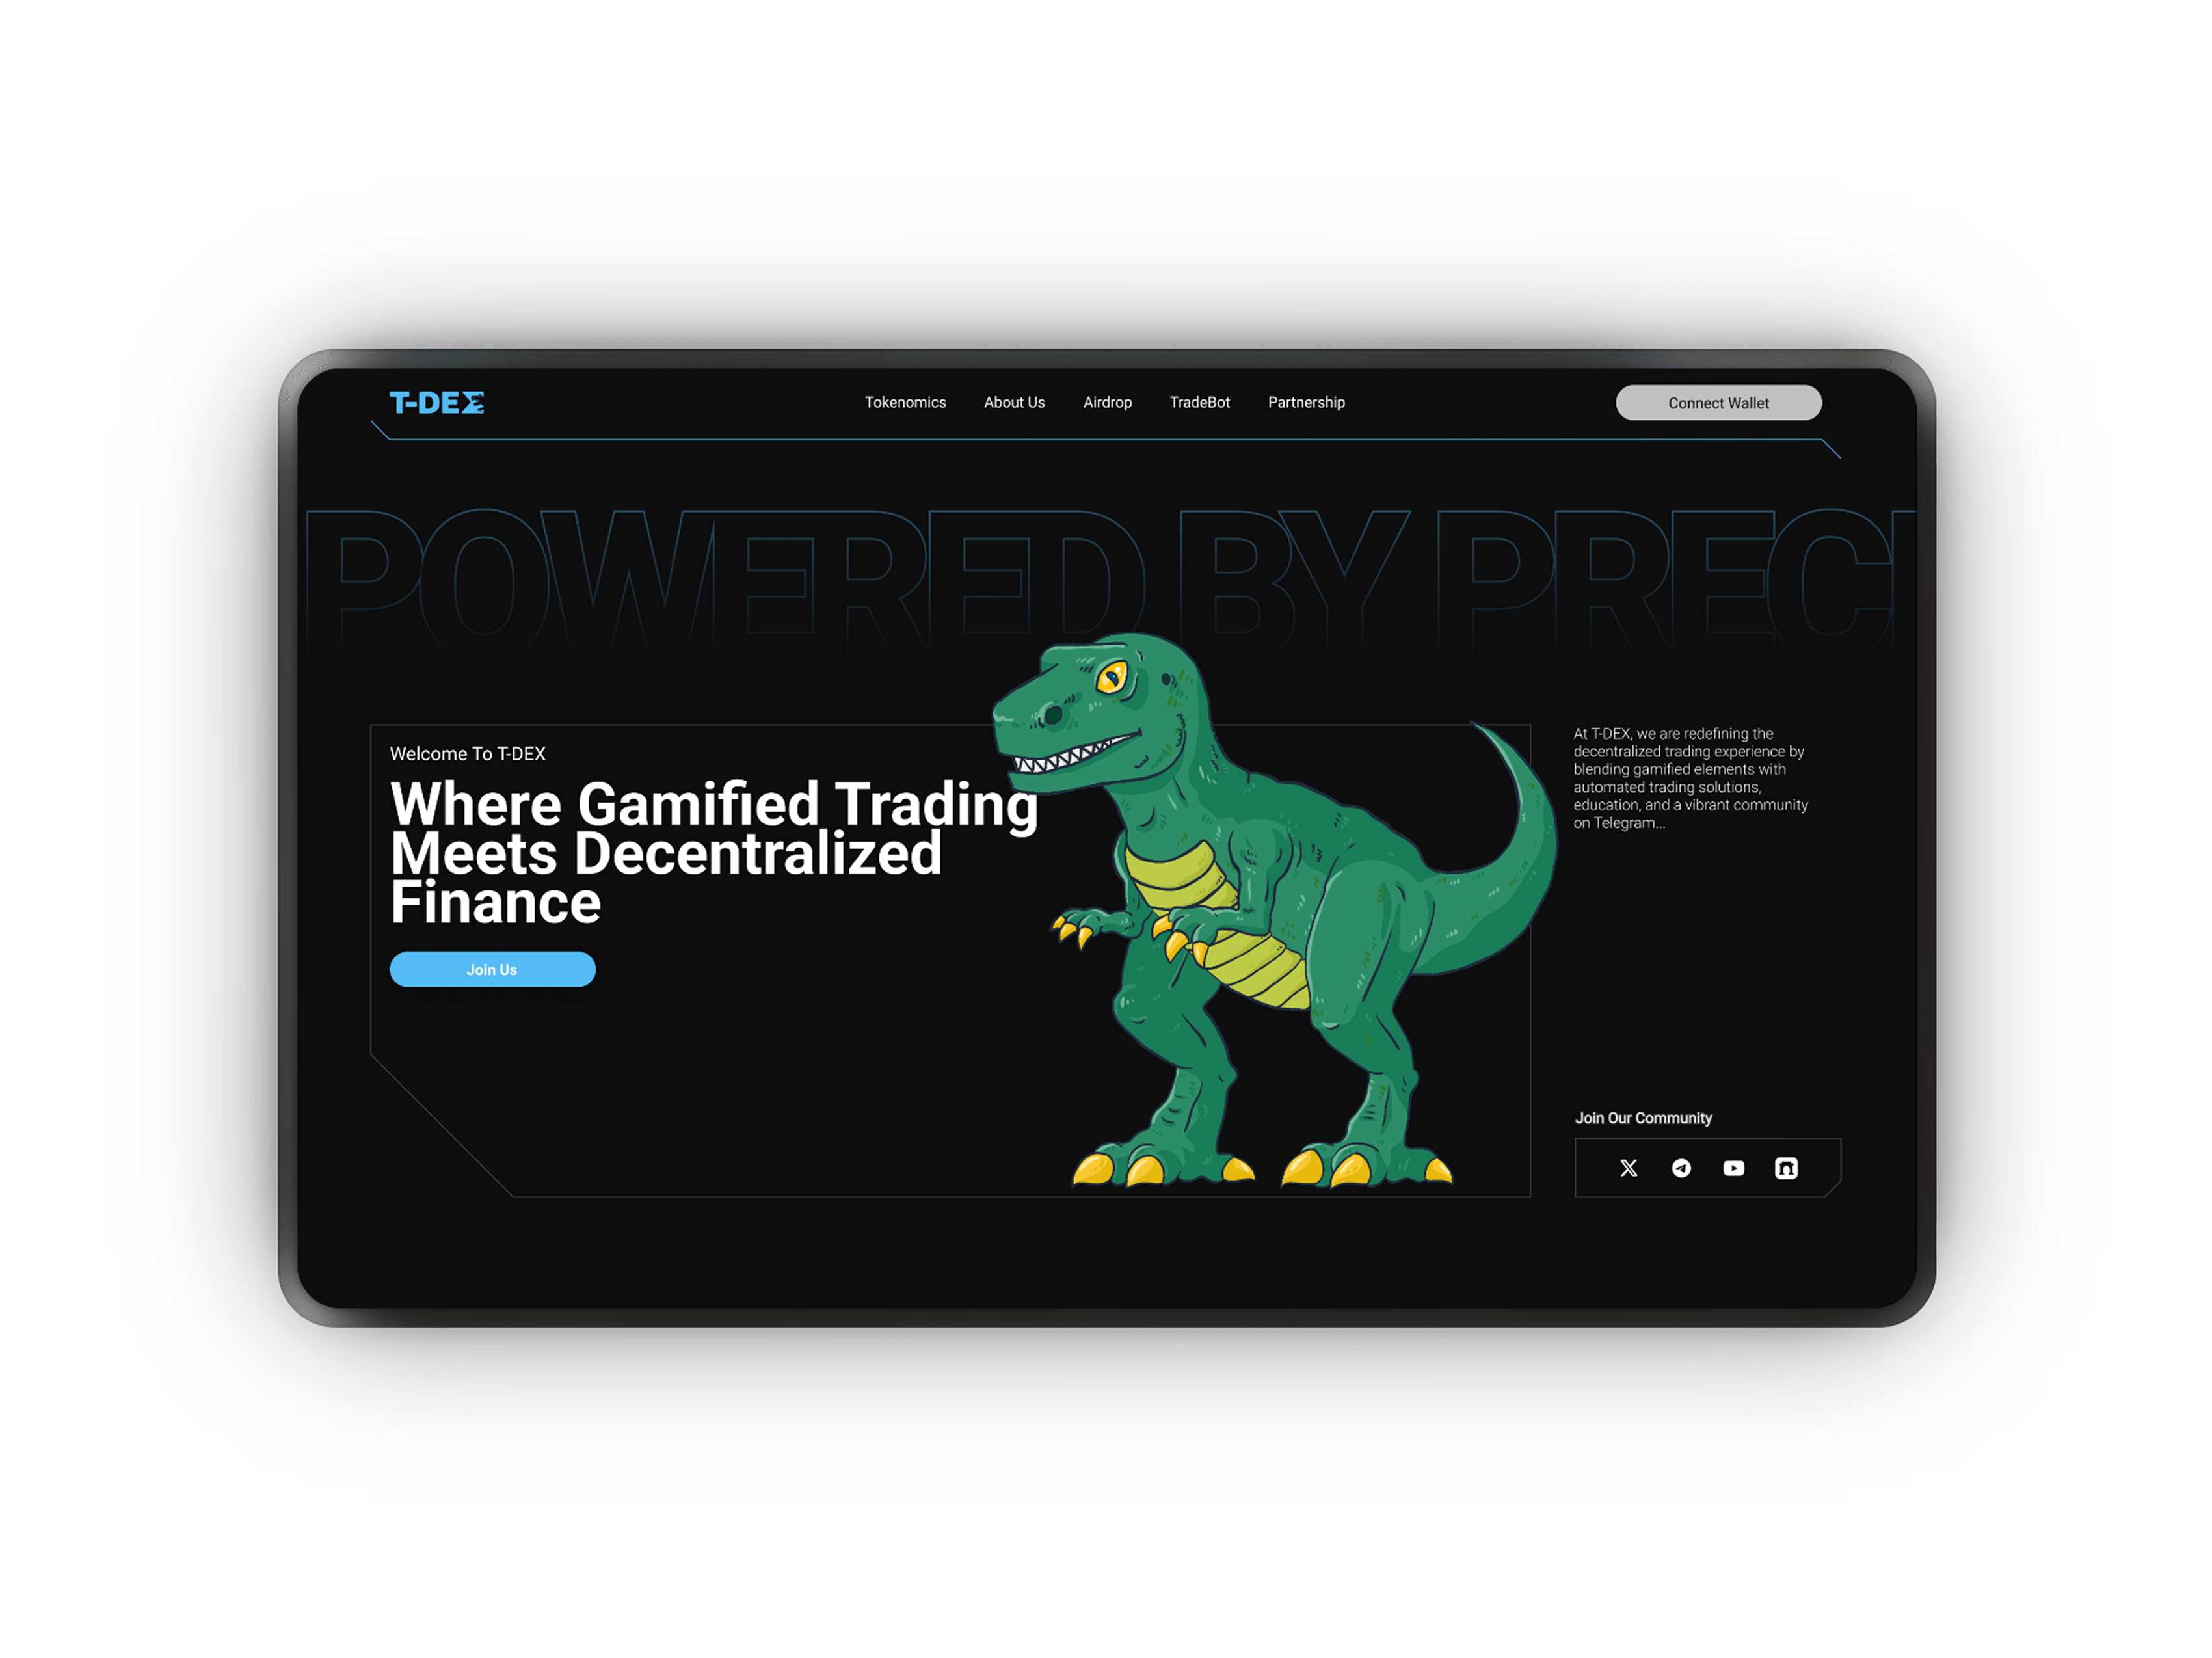 T-DEX
Tokenomics About Us Airdrop TradeBot Partnership
Connect Wallet
POWERED BY PREC
Welcome To T-DEX
Where Gamified Trading
Meets Decentralized
Finance
Join Us
At T-DEX, we are redefining the
decentralized trading experience by
blending gamified elements with
automated trading solutions,
education, and a vibrant community
on Telegram...
Join Our Community